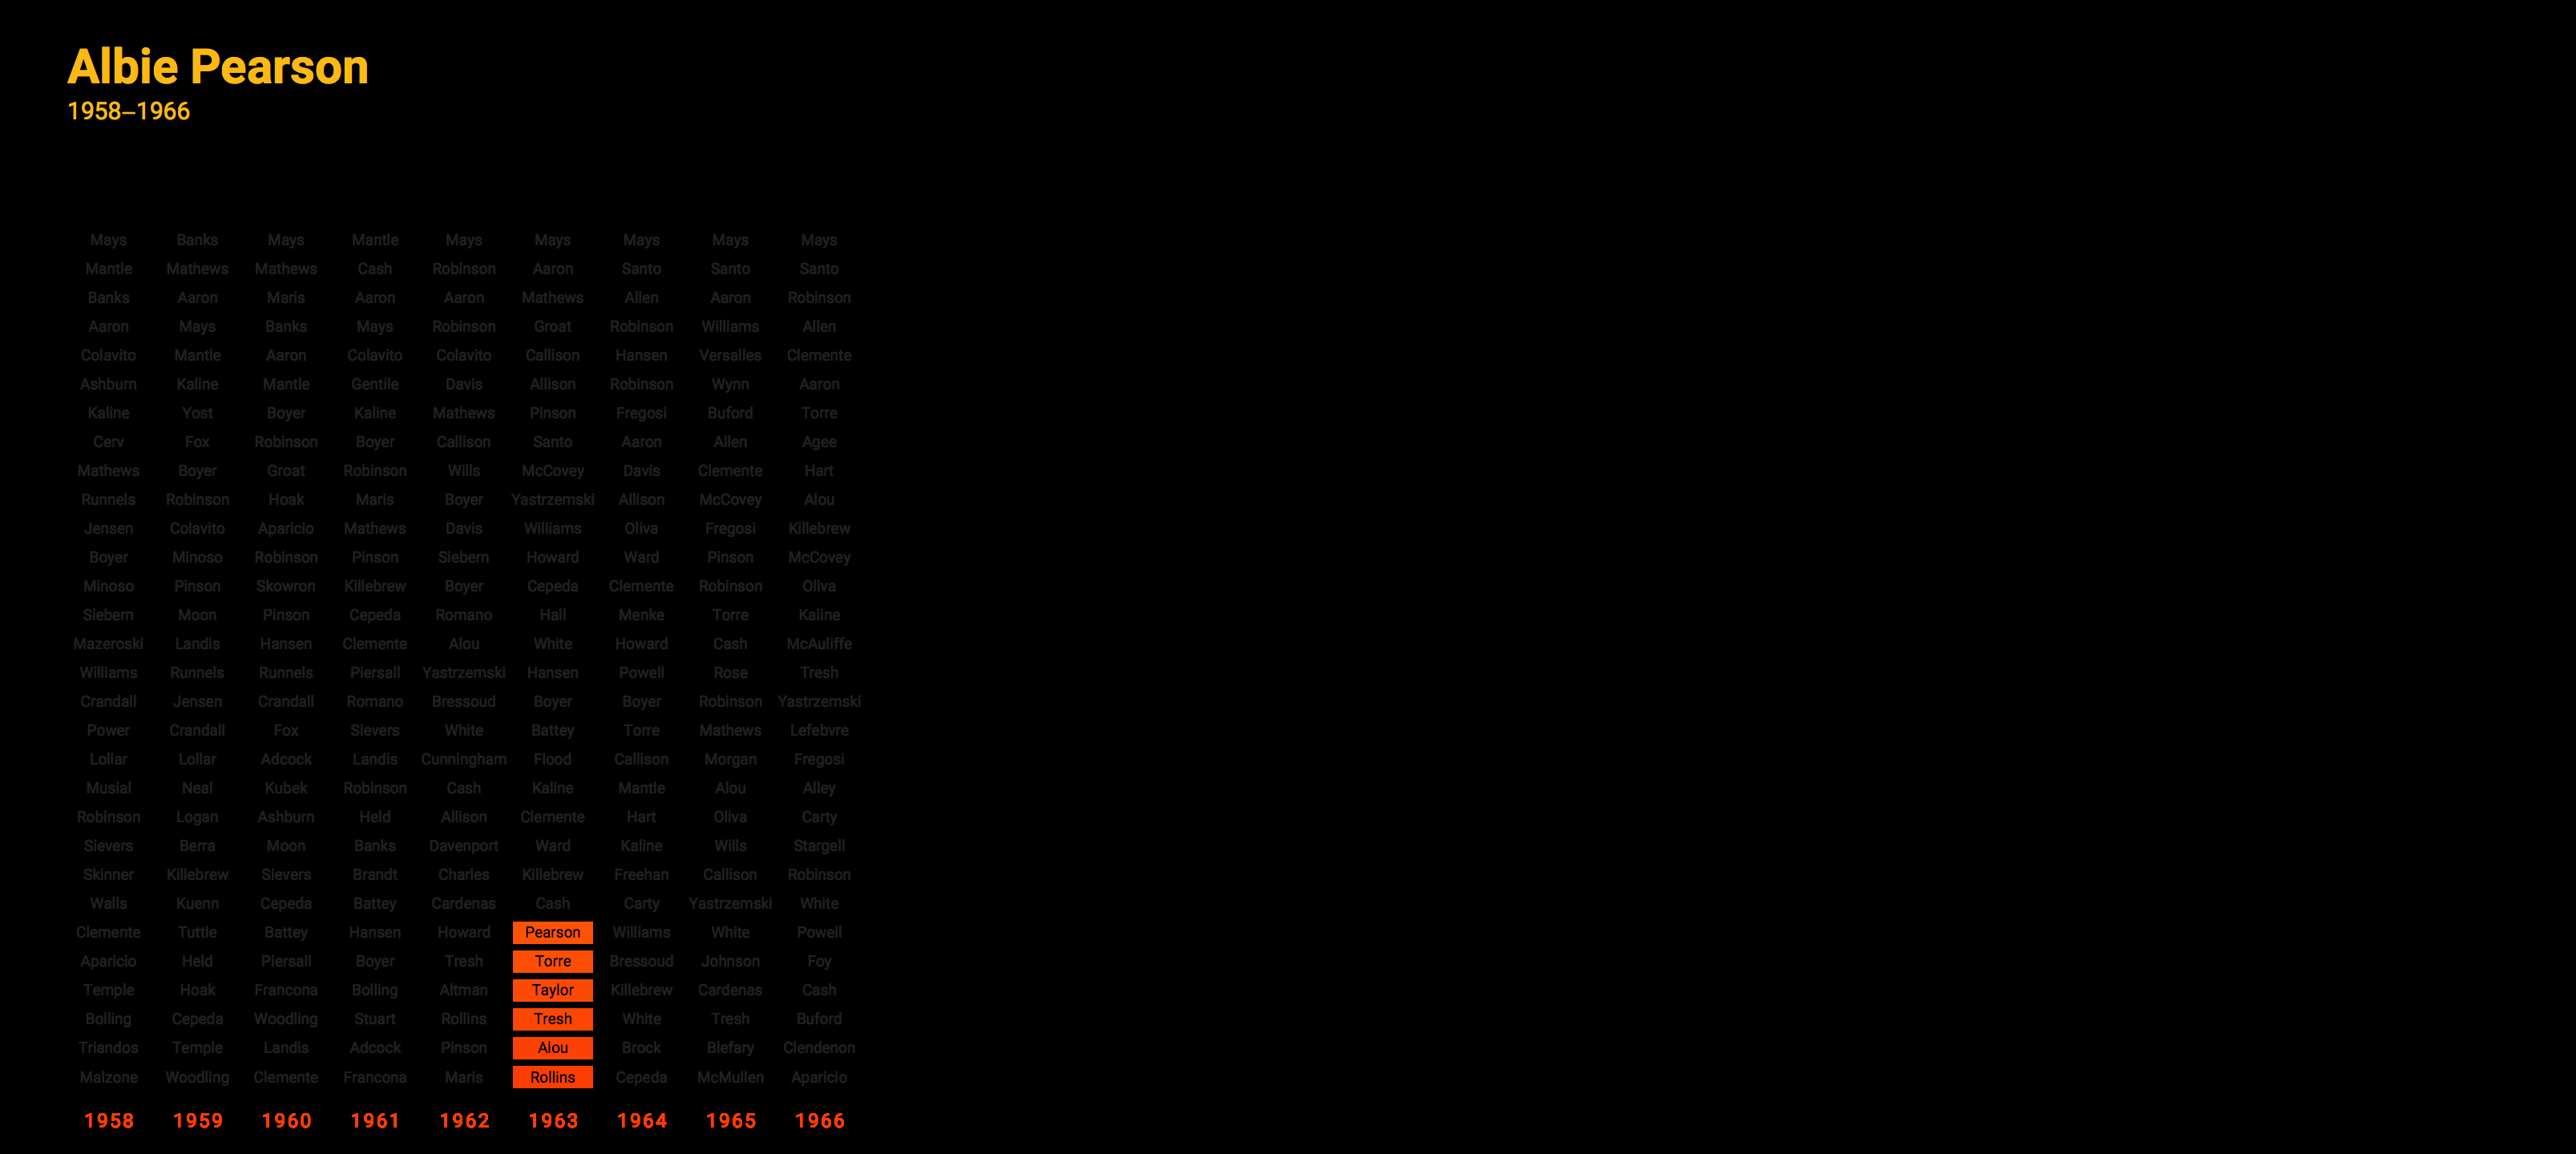 Albie Pearson
1958–1966
Mays Banks Mays Mantle Mays Mays Mays Mays Mays
Mantle Mathews Mathews Cash Robinson Aaron Santo Santo Santo
Banks Aaron Maris Aaron Aaron Mathews Allen Aaron Robinson
Aaron Mays Banks Mays Robinson Groat Robinson Williams Allen
Colavito Mantle Aaron Colavito Colavito Callison Hansen Versalles Clemente
Ashburn Kaline Mantle Gentile Davis Allison Robinson Wynn Aaron
Kaline Yost Boyer Kaline Mathews Pinson Fregosi Buford Torre
Cerv Fox Robinson Boyer Callison Santo Aaron Allen Agee
Mathews Boyer Groat Robinson Wills McCovey Davis Clemente Hart
Runnels Robinson Hoak Maris Boyer Yastrzemski Allison McCovey Alou
Jensen Colavito Aparicio Mathews Davis Williams Oliva Fregosi Killebrew
Boyer Minoso Robinson Pinson Siebern Howard Ward Pinson McCovey
Minoso Pinson Skowron Killebrew Boyer Cepeda Clemente Robinson Oliva
Siebern Moon Pinson Cepeda Romano Hall Menke Torre Kaline
Mazeroski Landis Hansen Clemente Alou White Howard Cash McAuliffe
Williams Runnels Runnels Piersall Yastrzemski Hansen Powell Rose Tresh
Crandall Jensen Crandall Romano Bressoud Boyer Boyer Robinson Yastrzemski
Power Crandall Fox Sievers White Battey Torre Mathews Lefebvre
Lollar Lollar Adcock Landis Cunningham Flood Callison Morgan Fregosi
Musial Neal Kubek Robinson Cash Kaline Mantle Alou Alley
Robinson Logan Ashburn Held Allison Clemente Hart Oliva Carty
Sievers Berra Moon Banks Davenport Ward Kaline Wills Stargell
Skinner Killebrew Sievers Brandt Charles Killebrew Freehan Callison Robinson
Walls Kuenn Cepeda Battey Cardenas Cash Carty Yastrzemski White
Clemente Tuttle Battey Hansen Howard Pearson Williams White Powell
Aparicio Held Piersall Boyer Tresh Torre Bressoud Johnson Foy
Temple Hoak Francona Bolling Altman Taylor Killebrew Cardenas Cash
Bolling Cepeda Woodling Stuart Rollins Tresh White Tresh Buford
Triandos Temple Landis Adcock Pinson Alou Brock Blefary Clendenon
Malzone Woodling Clemente Francona Maris Rollins Cepeda McMullen Aparicio
1958 1959 1960 1961 1962 1963 1964 1965 1966